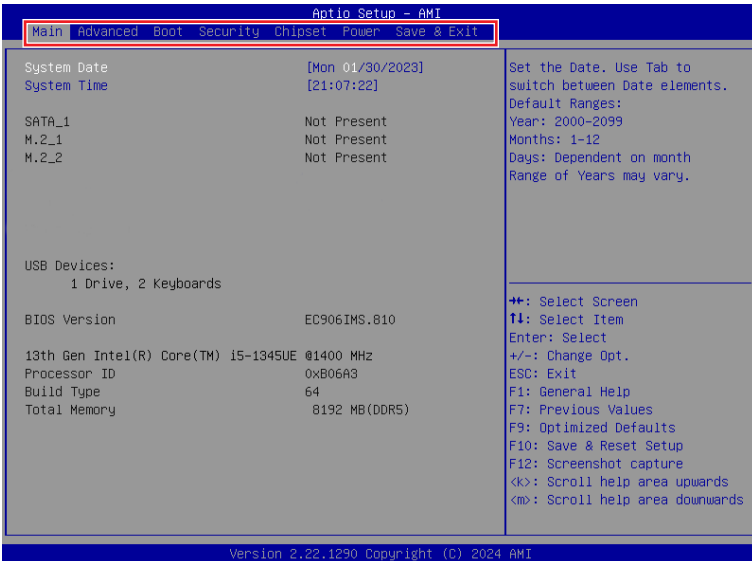 Aptio Setup - AMI
Main Advanced Boot Security Chipset Power Save & Exit
System Date [Mon 01/30/2023]
System Time [21:07:22]
SATA_1 Not Present
M.2_1 Not Present
M.2_2 Not Present
USB Devices:
1 Drive, 2 Keyboards
BIOS Version EC906IMS.810
13th Gen Intel(R) Core(TM) i5-1345UE @1400 MHz
Processor ID 0xB06A3
Build Type 64
Total Memory 8192 MB(DDR5)
Set the Date. Use Tab to
switch between Date elements.
Default Ranges:
Year: 2000-2099
Months: 1-12
Days: Dependent on month
Range of Years may vary.
→←: Select Screen
↑↓: Select Item
Enter: Select
+/-: Change Opt.
ESC: Exit
F1: General Help
F7: Previous Values
F9: Optimized Defaults
F10: Save & Reset Setup
F12: Screenshot capture
<k>: Scroll help area upwards
<m>: Scroll help area downwards
Version 2.22.1290 Copyright (C) 2024 AMI